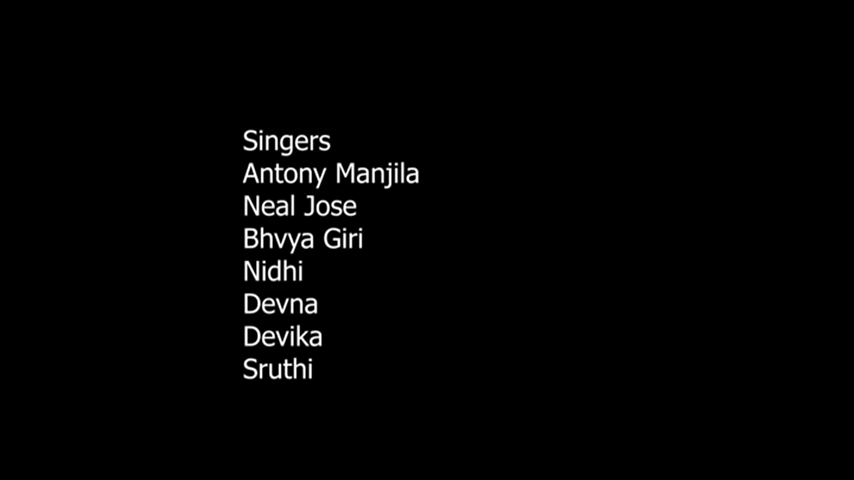 Singers
Antony Manjila
Neal Jose
Bhvya Giri
Nidhi
Devna
Devika
Sruthi